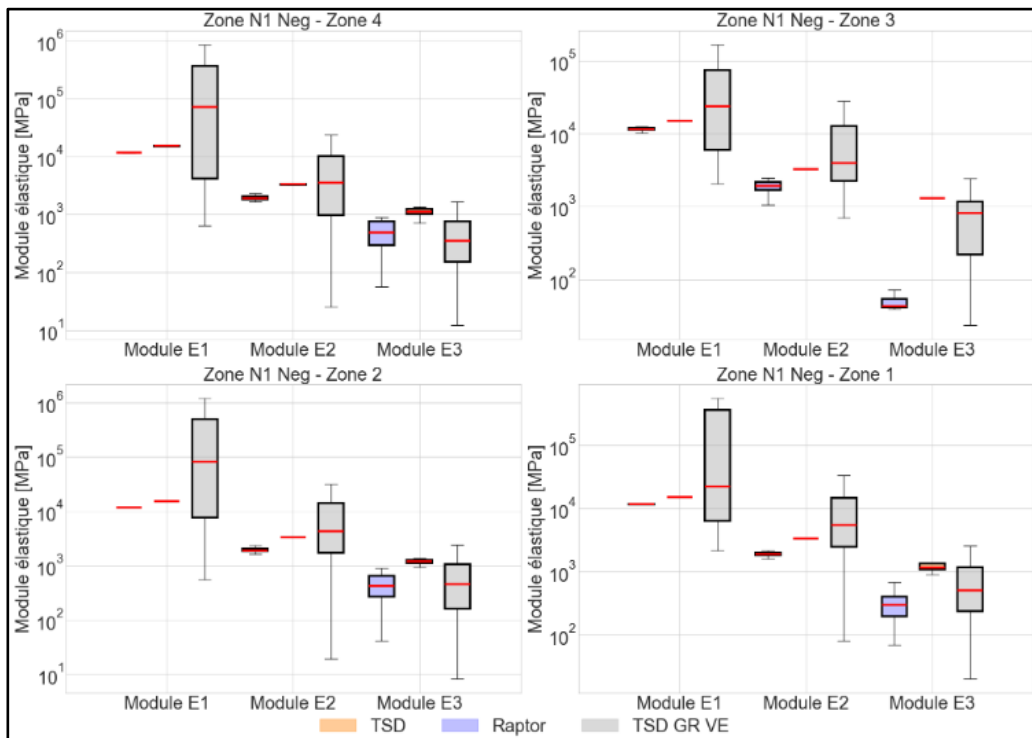 Zone N1 Neg - Zone 4
Module élastique [MPa]
10^6
10^5
10^4
10^3
10^2
10^1
Module E1 Module E2 Module E3
Zone N1 Neg - Zone 3
Module élastique [MPa]
10^5
10^4
10^3
10^2
Module E1 Module E2 Module E3
Zone N1 Neg - Zone 2
Module élastique [MPa]
10^6
10^5
10^4
10^3
10^2
10^1
Module E1 Module E2 Module E3
Zone N1 Neg - Zone 1
Module élastique [MPa]
10^5
10^4
10^3
10^2
Module E1 Module E2 Module E3
TSD Raptor TSD GR VE